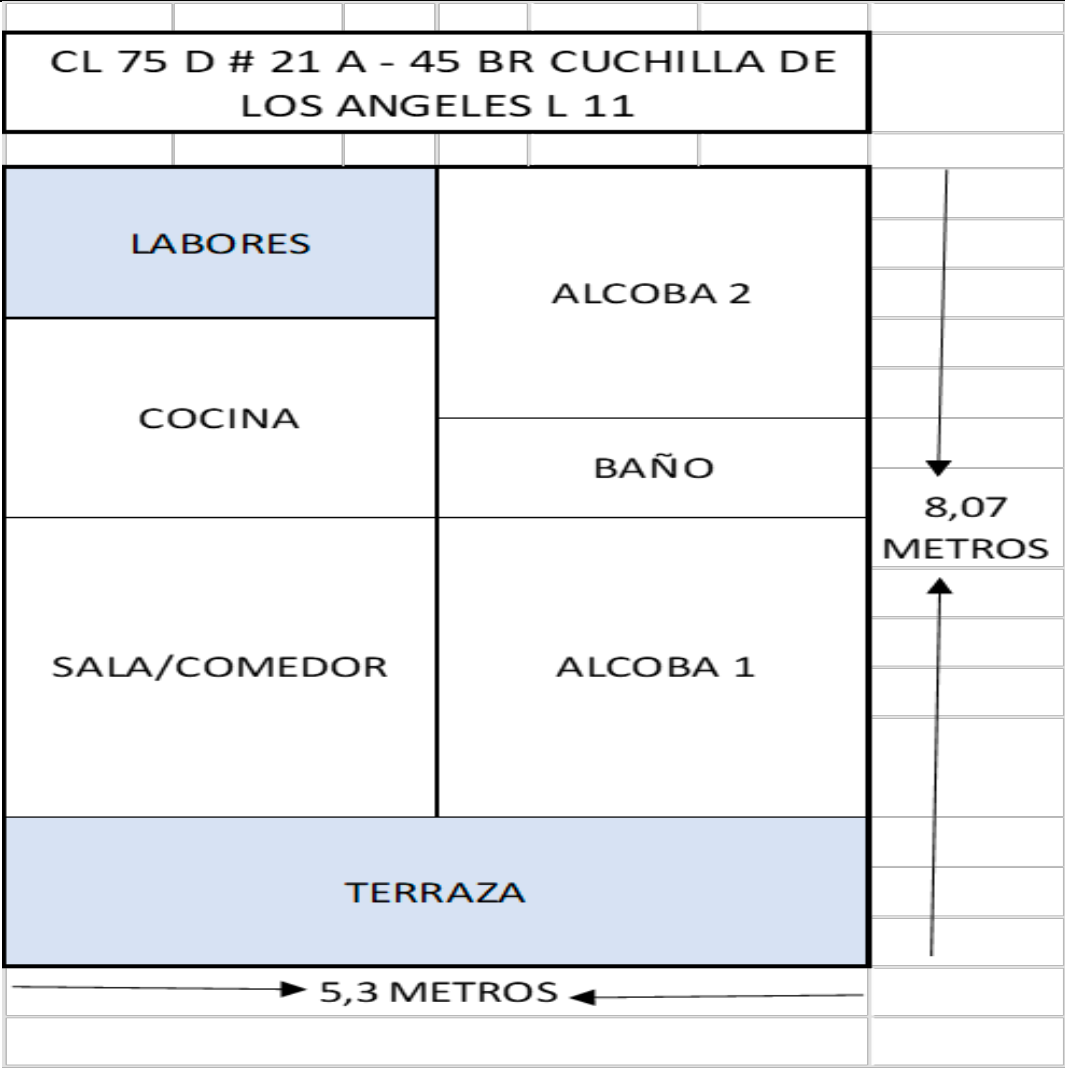 CL 75 D # 21 A - 45 BR CUCHILLA DE
LOS ANGELES L 11
LABORES
ALCOBA 2
COCINA
BAÑO
8,07
METROS
SALA/COMEDOR
ALCOBA 1
TERRAZA
5,3 METROS